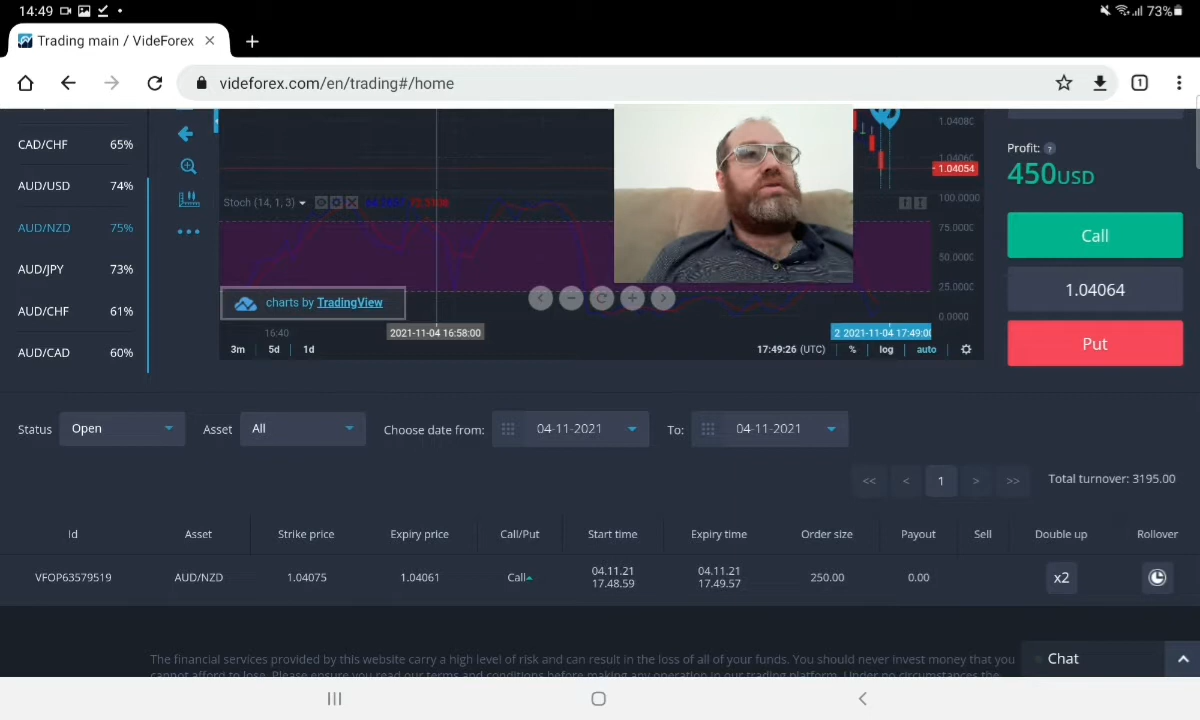 14:49
73%
Trading main / VideForex
videforex.com/en/trading#/home
1
CAD/CHF 65%
AUD/USD 74%
AUD/NZD 75%
AUD/JPY 73%
AUD/CHF 61%
AUD/CAD 60%
Stoch (14, 1, 3)
charts by TradingView
16:40
2021-11-04 16:58:00
2 2021-11-04 17:49:00
3m 5d 1d
17:49:26 (UTC) % log auto
1.04054
100.0000
75.0000
50.0000
25.0000
0.0000
Profit: ?
450USD
Call
1.04064
Put
Status Open Asset All Choose date from: 04-11-2021 To: 04-11-2021
<< < 1 > >> Total turnover: 3195.00
Id Asset Strike price Expiry price Call/Put Start time Expiry time Order size Payout Sell Double up Rollover
VFOP63579519 AUD/NZD 1.04075 1.04061 Call 04.11.21 17.48.59 04.11.21 17.49.57 250.00 0.00 x2
The financial services provided by this website carry a high level of risk and can result in the loss of all of your funds. You should never invest money that you
Chat